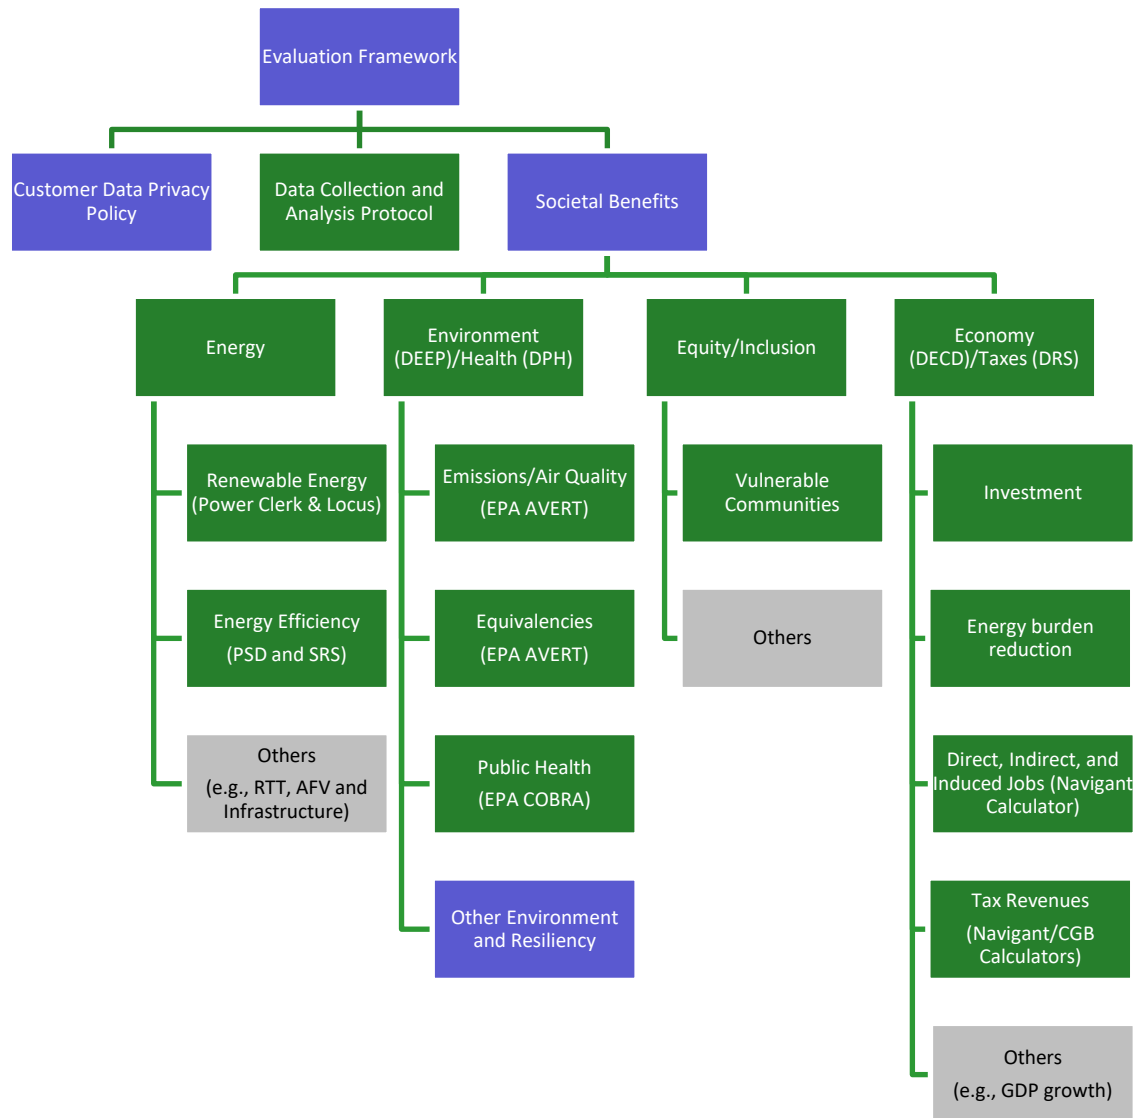 Evaluation Framework
Customer Data Privacy
Policy
Data Collection and
Analysis Protocol
Societal Benefits
Energy
Environment
(DEEP)/Health (DPH)
Equity/Inclusion
Economy
(DECD)/Taxes (DRS)
Renewable Energy
(Power Clerk & Locus)
Emissions/Air Quality
(EPA AVERT)
Vulnerable
Communities
Investment
Energy Efficiency
(PSD and SRS)
Equivalencies
(EPA AVERT)
Others
Energy burden
reduction
Others
(e.g., RTT, AFV and
Infrastructure)
Public Health
(EPA COBRA)
Direct, Indirect, and
Induced Jobs (Navigant
Calculator)
Other Environment
and Resiliency
Tax Revenues
(Navigant/CGB
Calculators)
Others
(e.g., GDP growth)